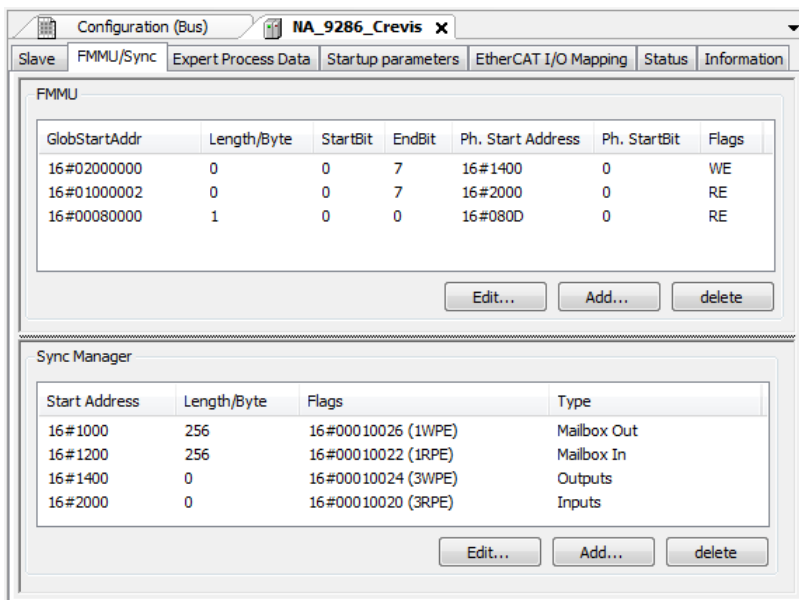 Configuration (Bus) NA_9286_Crevis x
Slave FMMU/Sync Expert Process Data Startup parameters EtherCAT I/O Mapping Status Information
FMMU
GlobStartAddr Length/Byte StartBit EndBit Ph. Start Address Ph. StartBit Flags
16#02000000 0 0 7 16#1400 0 WE
16#01000002 0 0 7 16#2000 0 RE
16#00080000 1 0 0 16#080D 0 RE
Edit... Add... delete
Sync Manager
Start Address Length/Byte Flags Type
16#1000 256 16#00010026 (1WPE) Mailbox Out
16#1200 256 16#00010022 (1RPE) Mailbox In
16#1400 0 16#00010024 (3WPE) Outputs
16#2000 0 16#00010020 (3RPE) Inputs
Edit... Add... delete